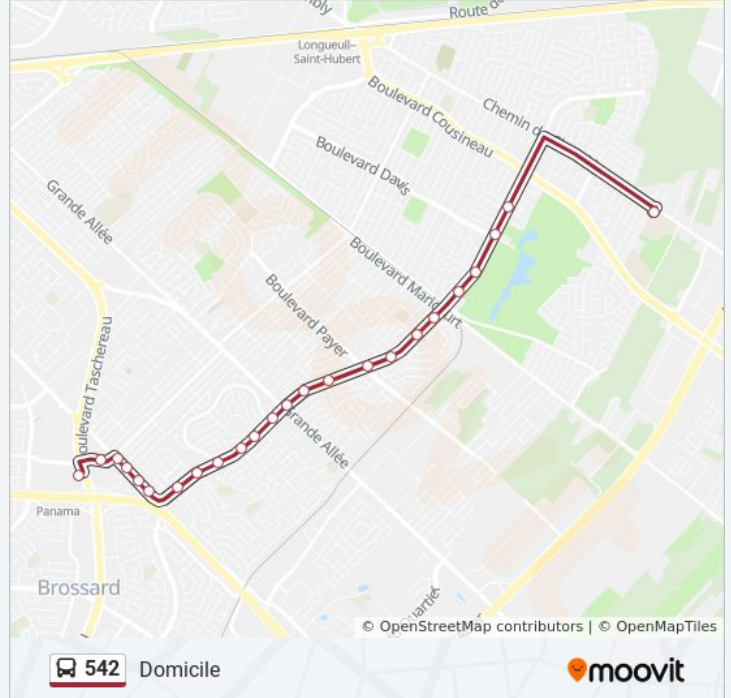 Route de
Longueuil–
Saint-Hubert
Boulevard Cousineau
Chemin de
Boulevard Davis
Grande Allée
Boulevard Maricourt
Boulevard Payer
Boulevard Taschereau
Grande Allée
Panama
Brossard
© OpenStreetMap contributors | © OpenMapTiles
542 Domicile
moovit